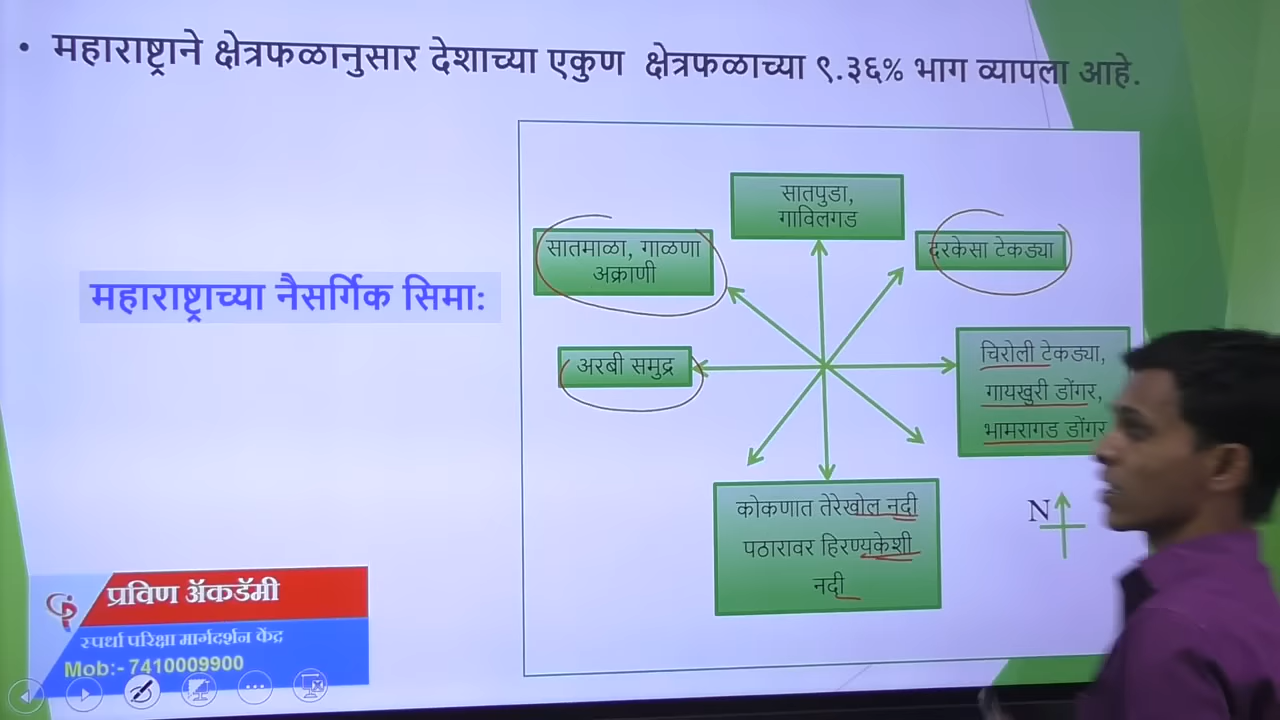 • महाराष्ट्राने क्षेत्रफळानुसार देशाच्या एकुण क्षेत्रफळाच्या ९.३६% भाग व्यापला आहे.
सातपुडा,
गाविलगड
सातमाळा, गाळणा
अक्राणी
दरकेसा टेकड्या
महाराष्ट्राच्या नैसर्गिक सिमा:
अरबी समुद्र
चिरोली टेकड्या,
गायखुरी डोंगर,
भामरागड डोंगर
कोकणात तेरेखोल नदी
पठारावर हिरण्यकेशी
नदी
N
प्रविण ॲकडॅमी
स्पर्धा परिक्षा मार्गदर्शन केंद्र
Mob:- 7410009900